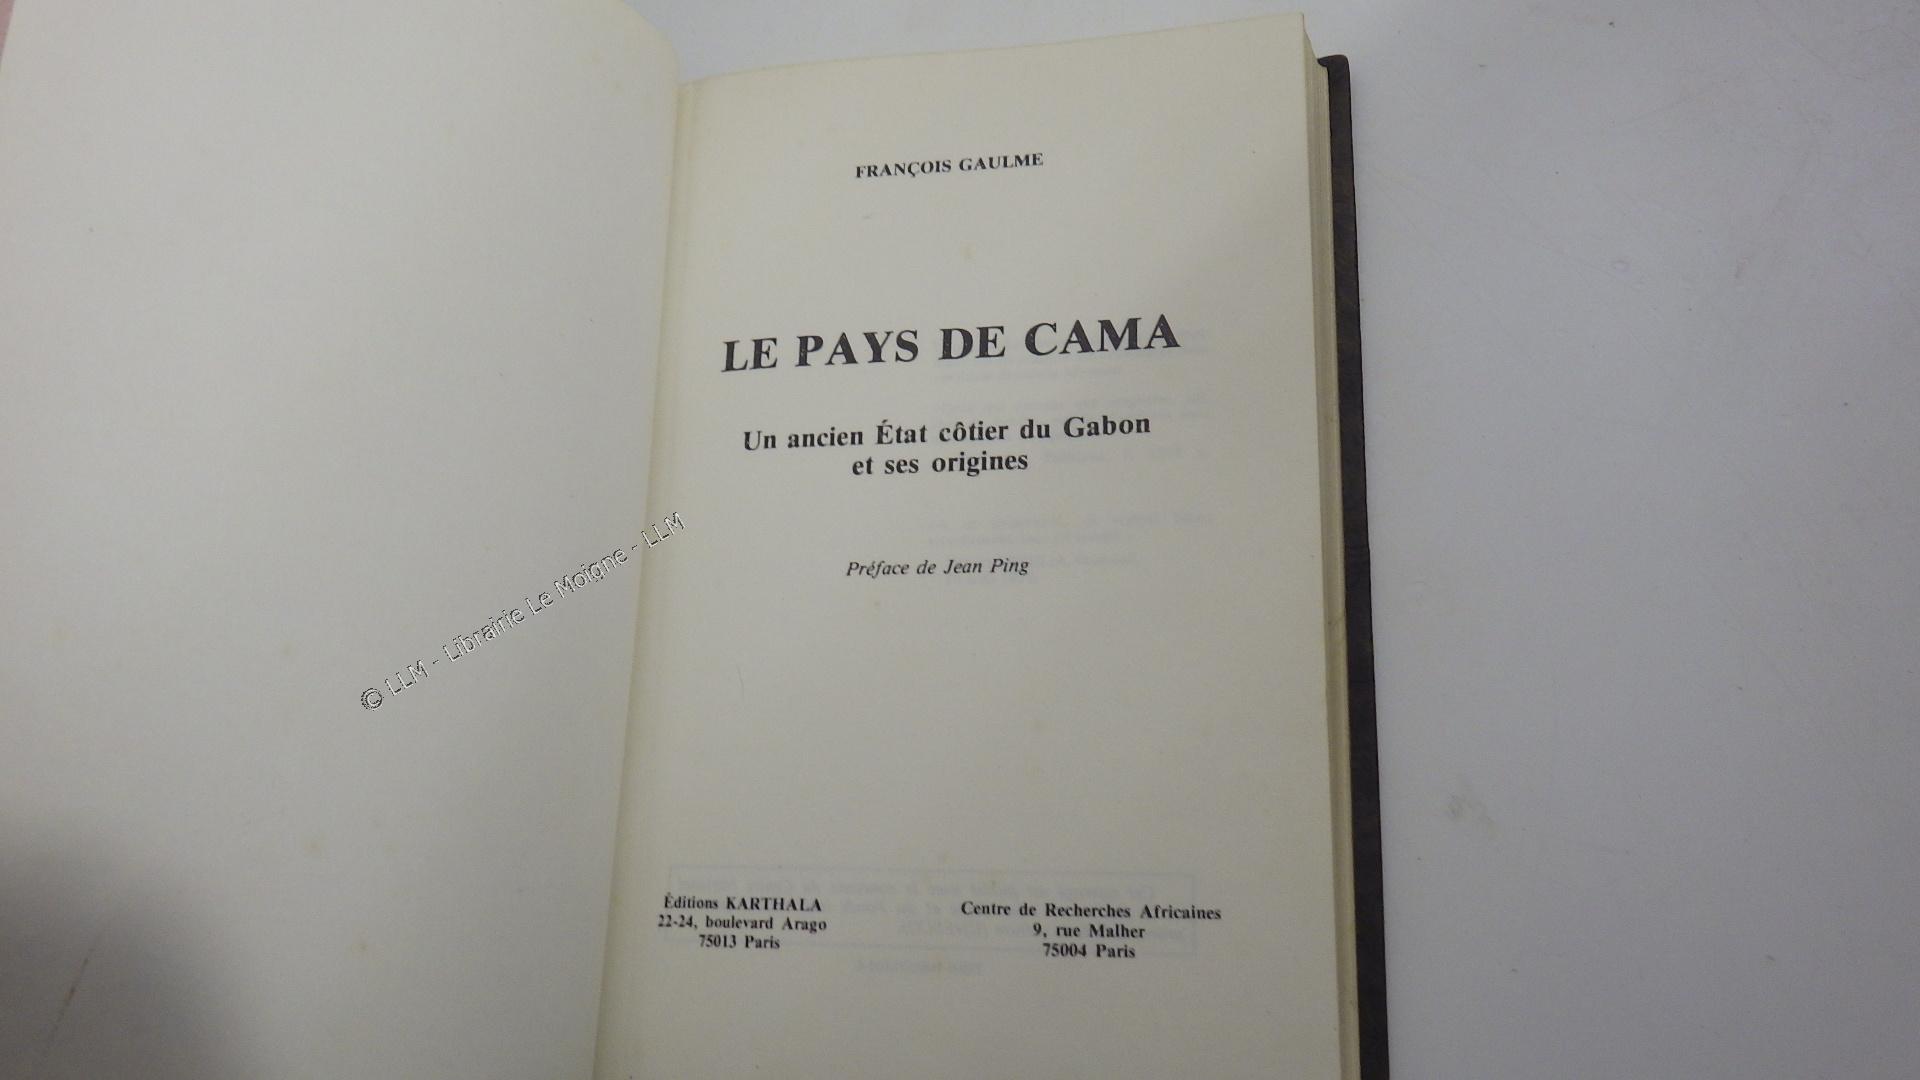 FRANÇOIS GAULME
LE PAYS DE CAMA
Un ancien État côtier du Gabon
et ses origines
Préface de Jean Ping
© LLM - Librairie Le Moigne - LLM
Éditions KARTHALA
22-24, boulevard Arago
75013 Paris
Centre de Recherches Africaines
9, rue Malher
75004 Paris